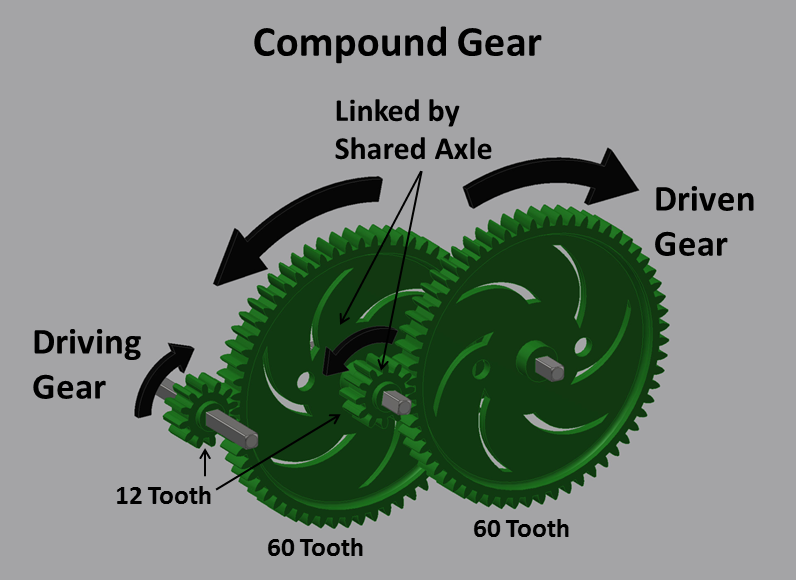 Compound Gear
Linked by
Shared Axle
Driven
Gear
Driving
Gear
12 Tooth
60 Tooth
60 Tooth